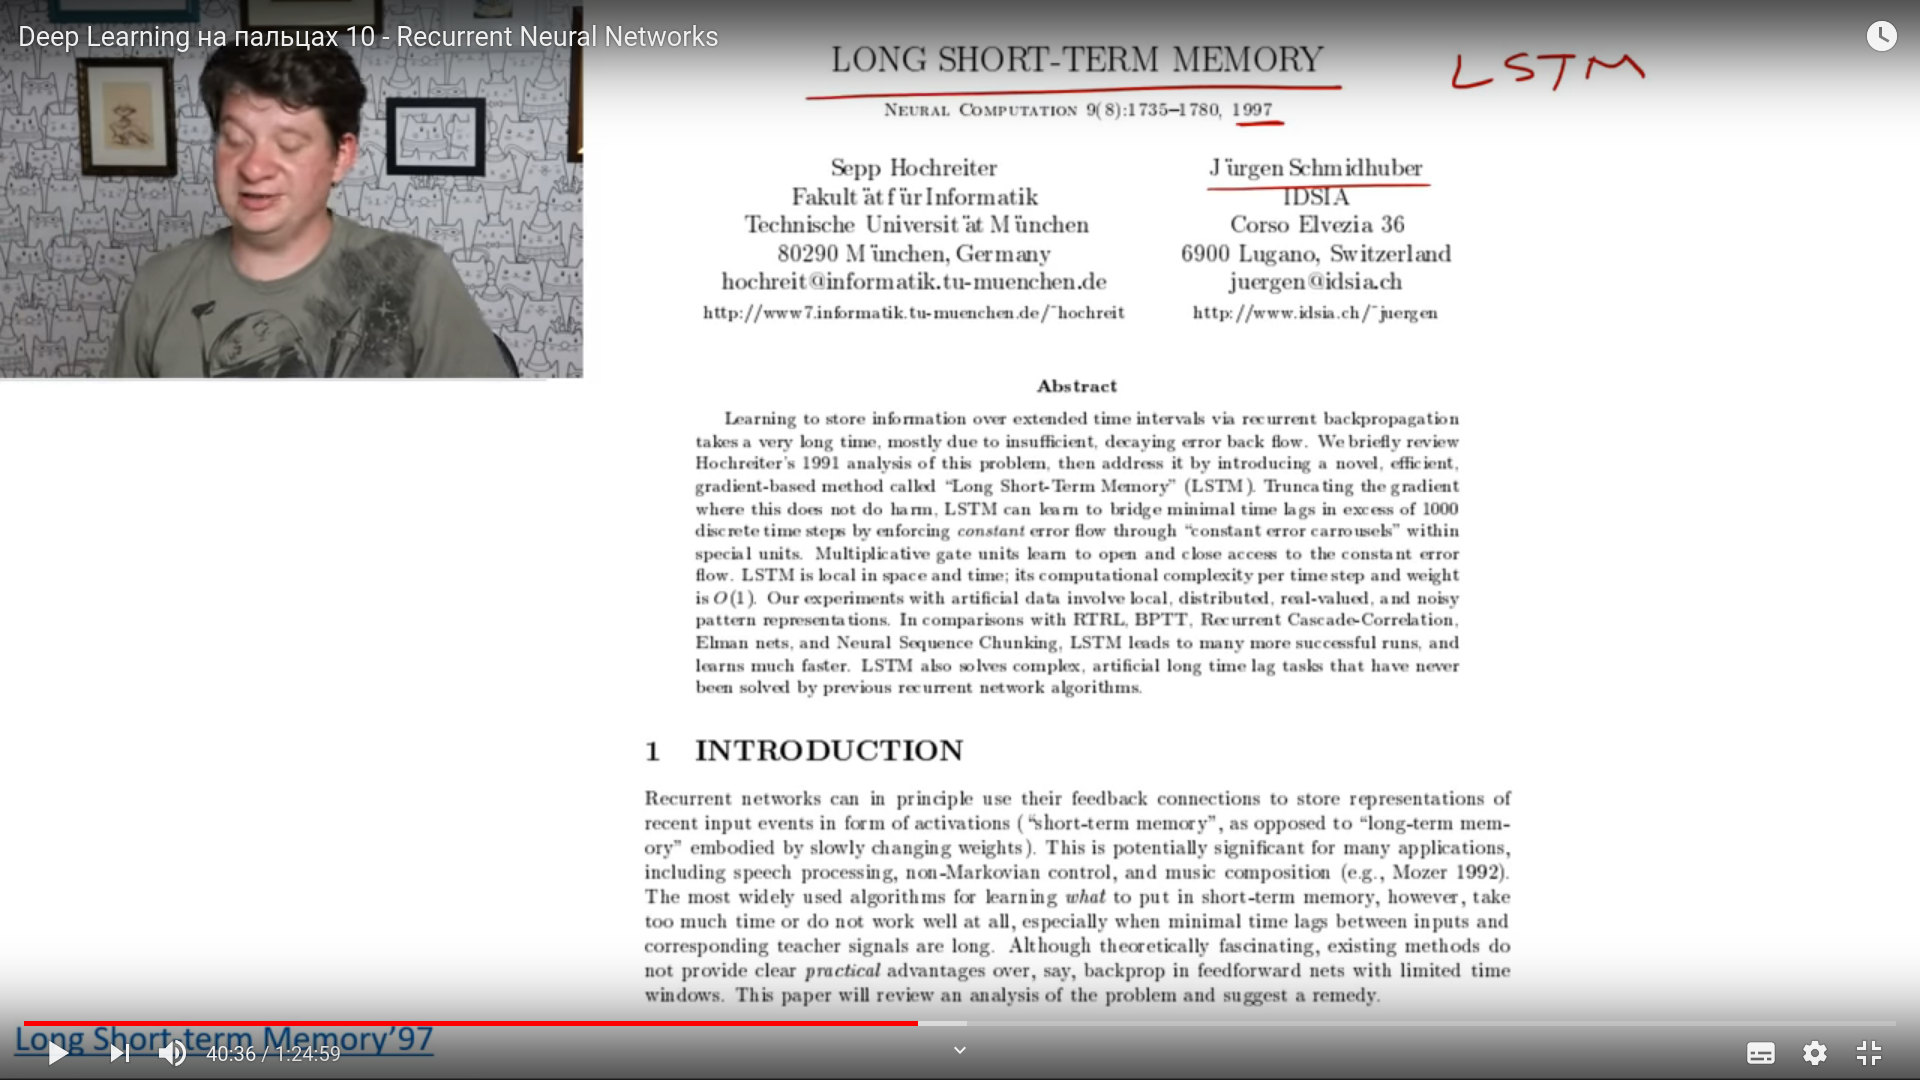 Deep Learning на пальцах 10 - Recurrent Neural Networks
LONG SHORT-TERM MEMORY
LSTM
NEURAL COMPUTATION 9(8):1735–1780, 1997
Sepp Hochreiter
Fakultät für Informatik
Technische Universität München
80290 München, Germany
hochreit@informatik.tu-muenchen.de
http://www7.informatik.tu-muenchen.de/~hochreit
Jürgen Schmidhuber
IDSIA
Corso Elvezia 36
6900 Lugano, Switzerland
juergen@idsia.ch
http://www.idsia.ch/~juergen
Abstract
Learning to store information over extended time intervals via recurrent backpropagation
takes a very long time, mostly due to insufficient, decaying error back flow. We briefly review
Hochreiter's 1991 analysis of this problem, then address it by introducing a novel, efficient,
gradient-based method called “Long Short-Term Memory” (LSTM). Truncating the gradient
where this does not do harm, LSTM can learn to bridge minimal time lags in excess of 1000
discrete time steps by enforcing constant error flow through “constant error carrousels” within
special units. Multiplicative gate units learn to open and close access to the constant error
flow. LSTM is local in space and time; its computational complexity per time step and weight
is O(1). Our experiments with artificial data involve local, distributed, real-valued, and noisy
pattern representations. In comparisons with RTRL, BPTT, Recurrent Cascade-Correlation,
Elman nets, and Neural Sequence Chunking, LSTM leads to many more successful runs, and
learns much faster. LSTM also solves complex, artificial long time lag tasks that have never
been solved by previous recurrent network algorithms.
1 INTRODUCTION
Recurrent networks can in principle use their feedback connections to store representations of
recent input events in form of activations (“short-term memory”, as opposed to “long-term mem-
ory” embodied by slowly changing weights). This is potentially significant for many applications,
including speech processing, non-Markovian control, and music composition (e.g., Mozer 1992).
The most widely used algorithms for learning what to put in short-term memory, however, take
too much time or do not work well at all, especially when minimal time lags between inputs and
corresponding teacher signals are long. Although theoretically fascinating, existing methods do
not provide clear practical advantages over, say, backprop in feedforward nets with limited time
windows. This paper will review an analysis of the problem and suggest a remedy.
Long Short-term Memory’97
40:36 / 1:24:59